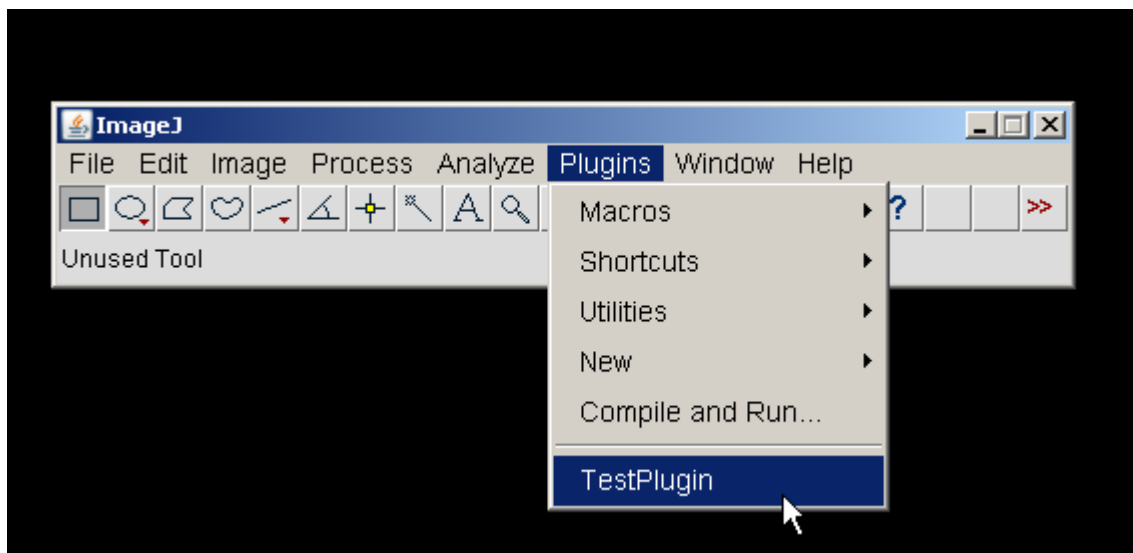 ImageJ
File Edit Image Process Analyze Plugins Window Help
A ? >>
Unused Tool
Macros
Shortcuts
Utilities
New
Compile and Run...
TestPlugin